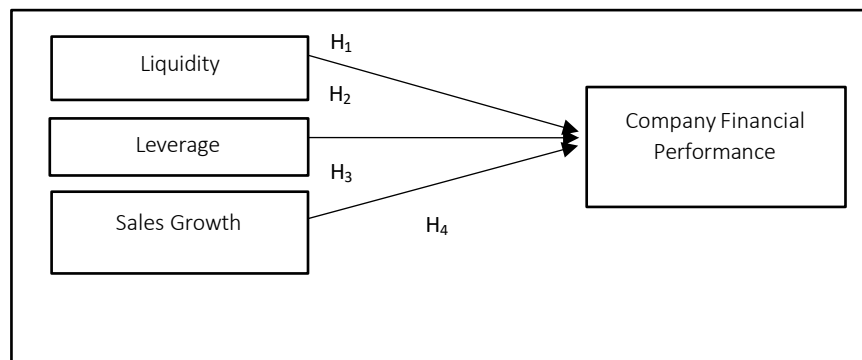 Liquidity
H₁
H₂
Leverage
H₃
Sales Growth
H₄
Company Financial
Performance